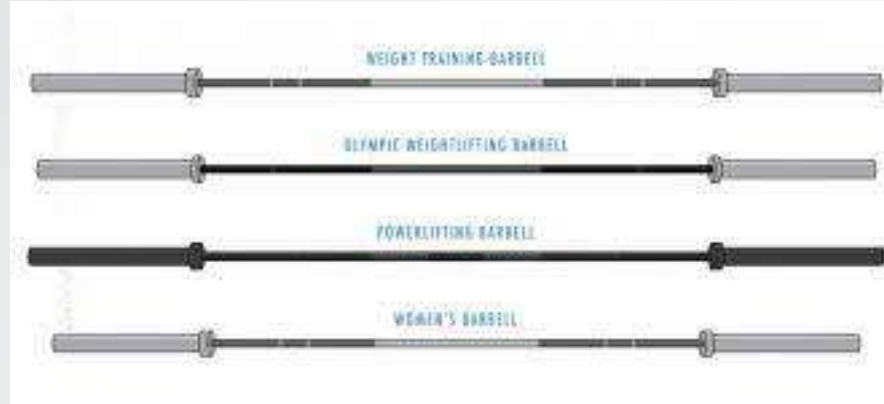 WEIGHT TRAINING BARBELL
OLYMPIC WEIGHTLIFTING BARBELL
POWERLIFTING BARBELL
WOMEN'S BARBELL